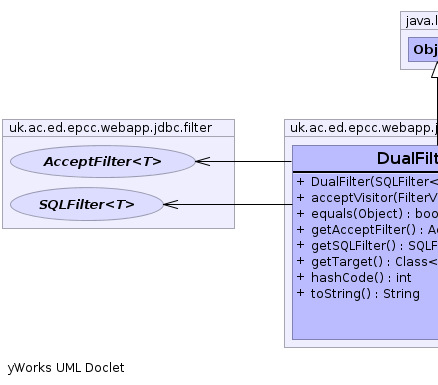 java.l
Obj
uk.ac.ed.epcc.webapp.jdbc.filter
AcceptFilter<T>
SQLFilter<T>
uk.ac.ed.epcc.webapp.j
DualFilt
+ DualFilter(SQLFilter<
+ acceptVisitor(FilterV
+ equals(Object) : boo
+ getAcceptFilter() : A
+ getSQLFilter() : SQLF
+ getTarget() : Class<
+ hashCode() : int
+ toString() : String
yWorks UML Doclet